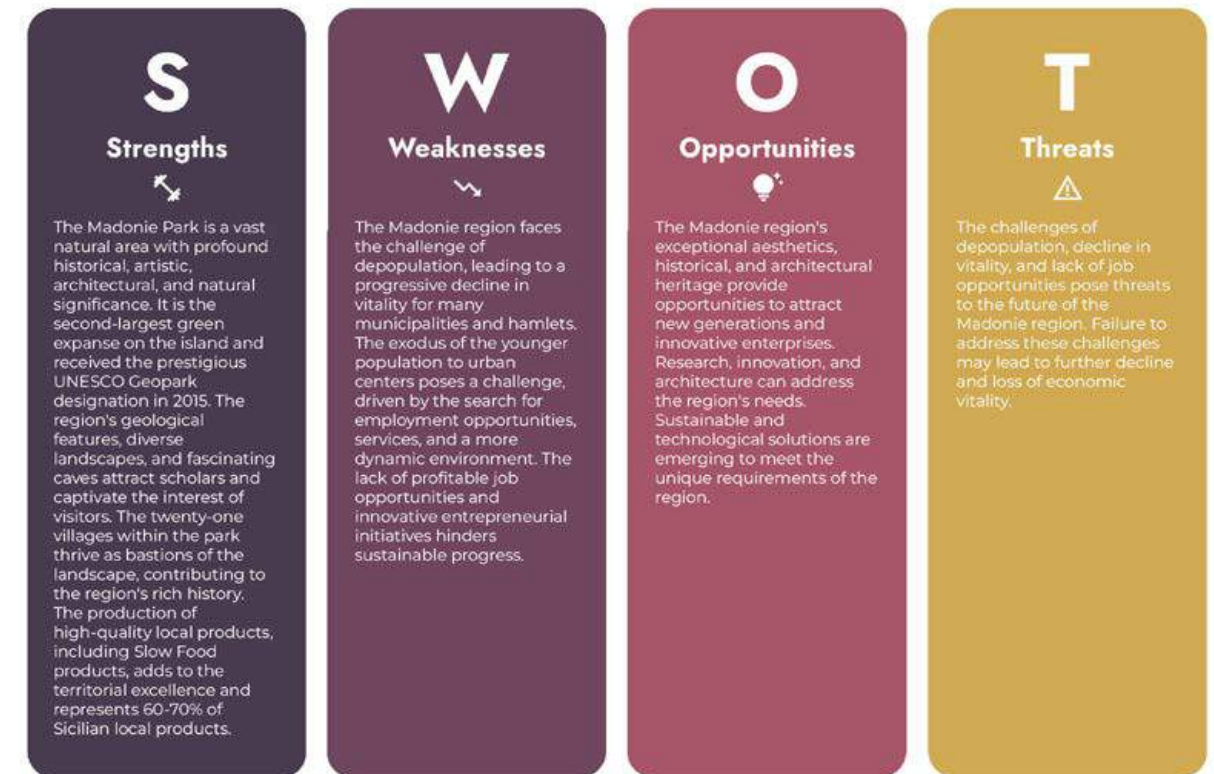 S
Strengths
The Madonie Park is a vast
natural area with profound
historical, artistic,
architectural, and natural
significance. It is the
second-largest green
expanse on the island and
received the prestigious
UNESCO Geopark
designation in 2015. The
region's geological
features, diverse
landscapes, and fascinating
caves attract scholars and
captivate the interest of
visitors. The twenty-one
villages within the park
thrive as bastions of the
landscape, contributing to
the region's rich history.
The production of
high-quality local products,
including Slow Food
products, adds to the
territorial excellence and
represents 60-70% of
Sicilian local products.
W
Weaknesses
The Madonie region faces
the challenge of
depopulation, leading to a
progressive decline in
vitality for many
municipalities and hamlets.
The exodus of the younger
population to urban
centers poses a challenge,
driven by the search for
employment opportunities,
services, and a more
dynamic environment. The
lack of profitable job
opportunities and
innovative entrepreneurial
initiatives hinders
sustainable progress.
O
Opportunities
The Madonie region's
exceptional aesthetics,
historical, and architectural
heritage provide
opportunities to attract
new generations and
innovative enterprises.
Research, innovation, and
architecture can address
the region's needs.
Sustainable and
technological solutions are
emerging to meet the
unique requirements of the
region.
T
Threats
The challenges of
depopulation, decline in
vitality, and lack of job
opportunities pose threats
to the future of the
Madonie region. Failure to
address these challenges
may lead to further decline
and loss of economic
vitality.